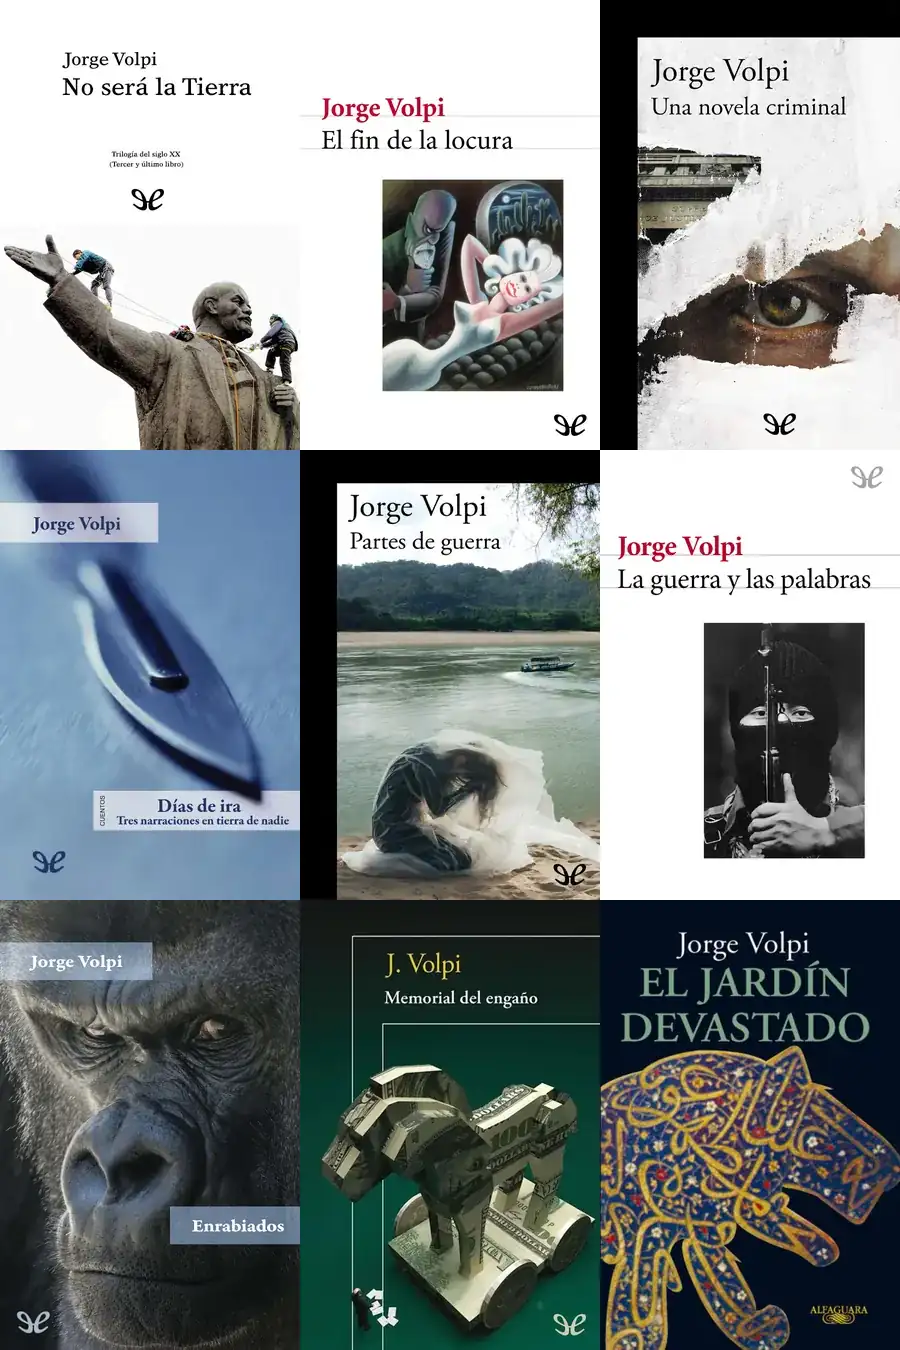 Jorge Volpi
No será la Tierra
Trilogía del siglo XX
(Tercer y último libro)
Jorge Volpi
El fin de la locura
Jorge Volpi
Una novela criminal
Jorge Volpi
CUENTOS
Días de ira
Tres narraciones en tierra de nadie
Jorge Volpi
Partes de guerra
Jorge Volpi
La guerra y las palabras
Jorge Volpi
Enrabiados
J. Volpi
Memorial del engaño
DOLLARS
100
Jorge Volpi
EL JARDÍN
DEVASTADO
ALFAGUARA